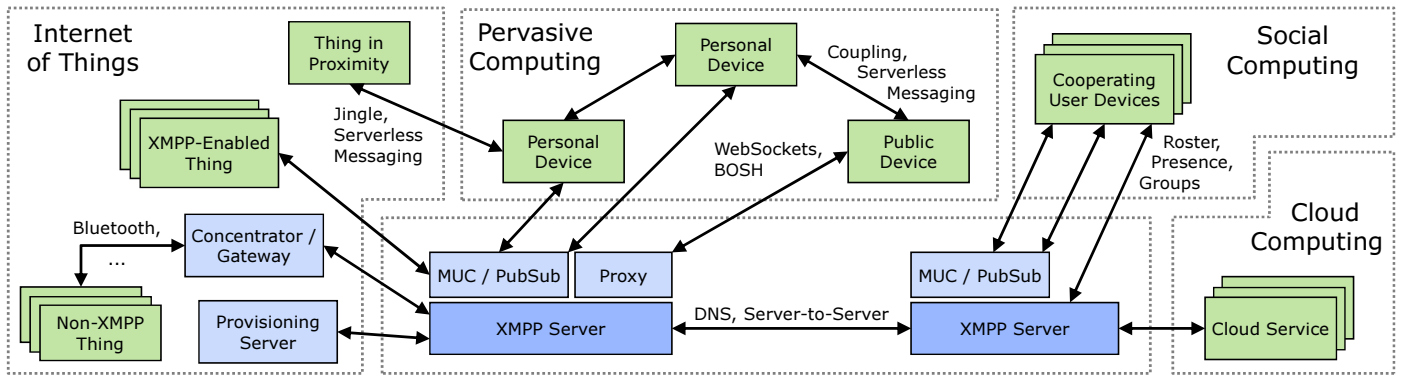 Internet
of Things
Thing in
Proximity
Jingle,
Serverless
Messaging
XMPP-Enabled
Thing
Bluetooth,
...
Concentrator /
Gateway
Non-XMPP
Thing
Provisioning
Server
Pervasive
Computing
Personal
Device
Coupling,
Serverless
Messaging
Personal
Device
Public
Device
WebSockets,
BOSH
Social
Computing
Cooperating
User Devices
Roster,
Presence,
Groups
MUC / PubSub
Proxy
XMPP Server
DNS, Server-to-Server
MUC / PubSub
XMPP Server
Cloud
Computing
Cloud Service